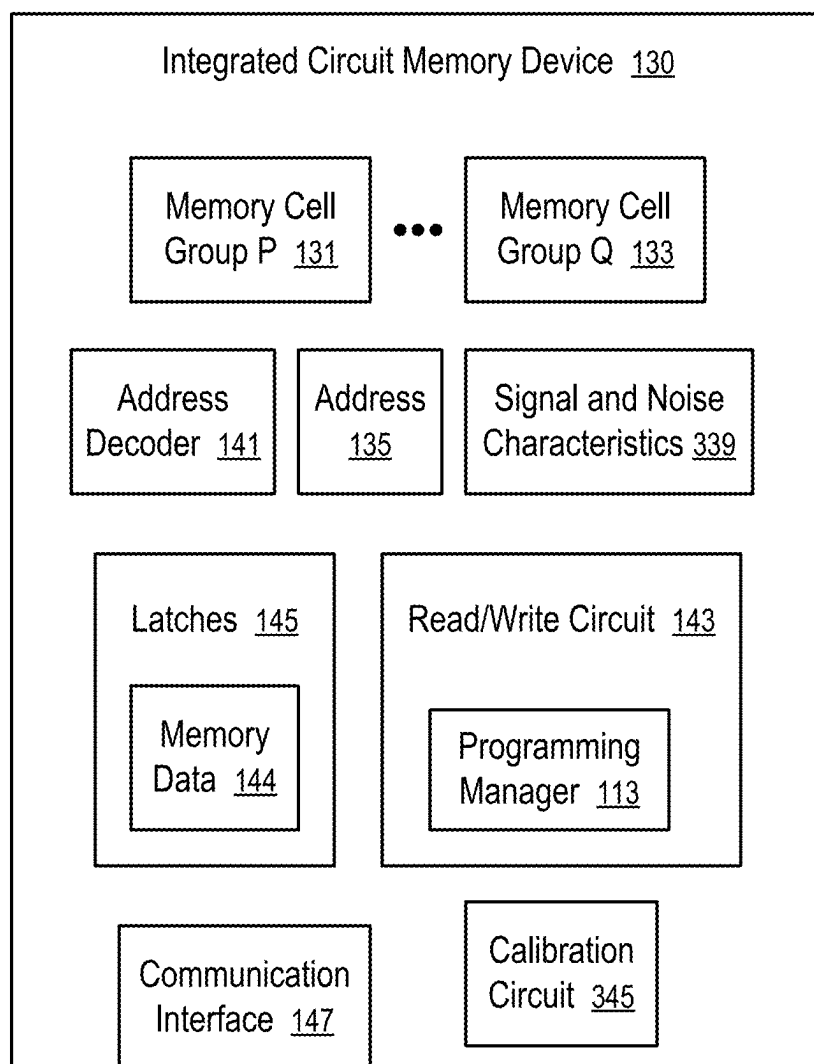 Integrated Circuit Memory Device 130
Memory Cell
Group P 131
•••
Memory Cell
Group Q 133
Address
Decoder 141
Address
135
Signal and Noise
Characteristics 339
Latches 145
Memory
Data 144
Read/Write Circuit 143
Programming
Manager 113
Communication
Interface 147
Calibration
Circuit 345